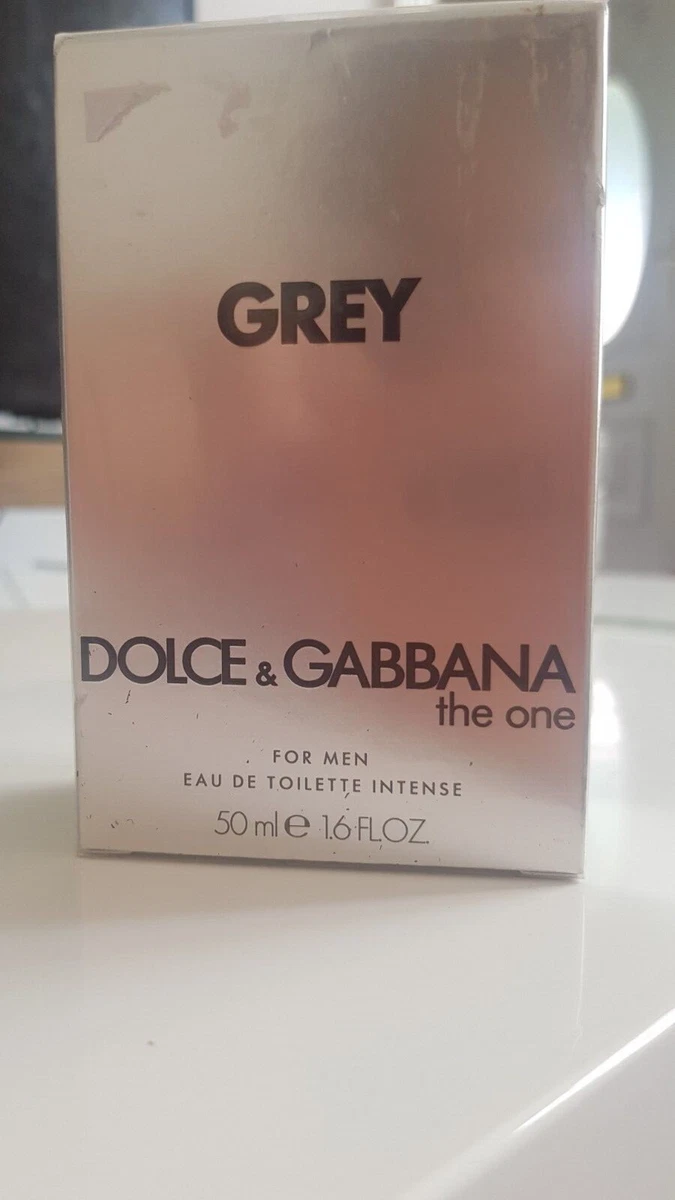 GREY
DOLCE & GABBANA
the one
FOR MEN
EAU DE TOILETTE INTENSE
50 ml e 1.6 FL.OZ.